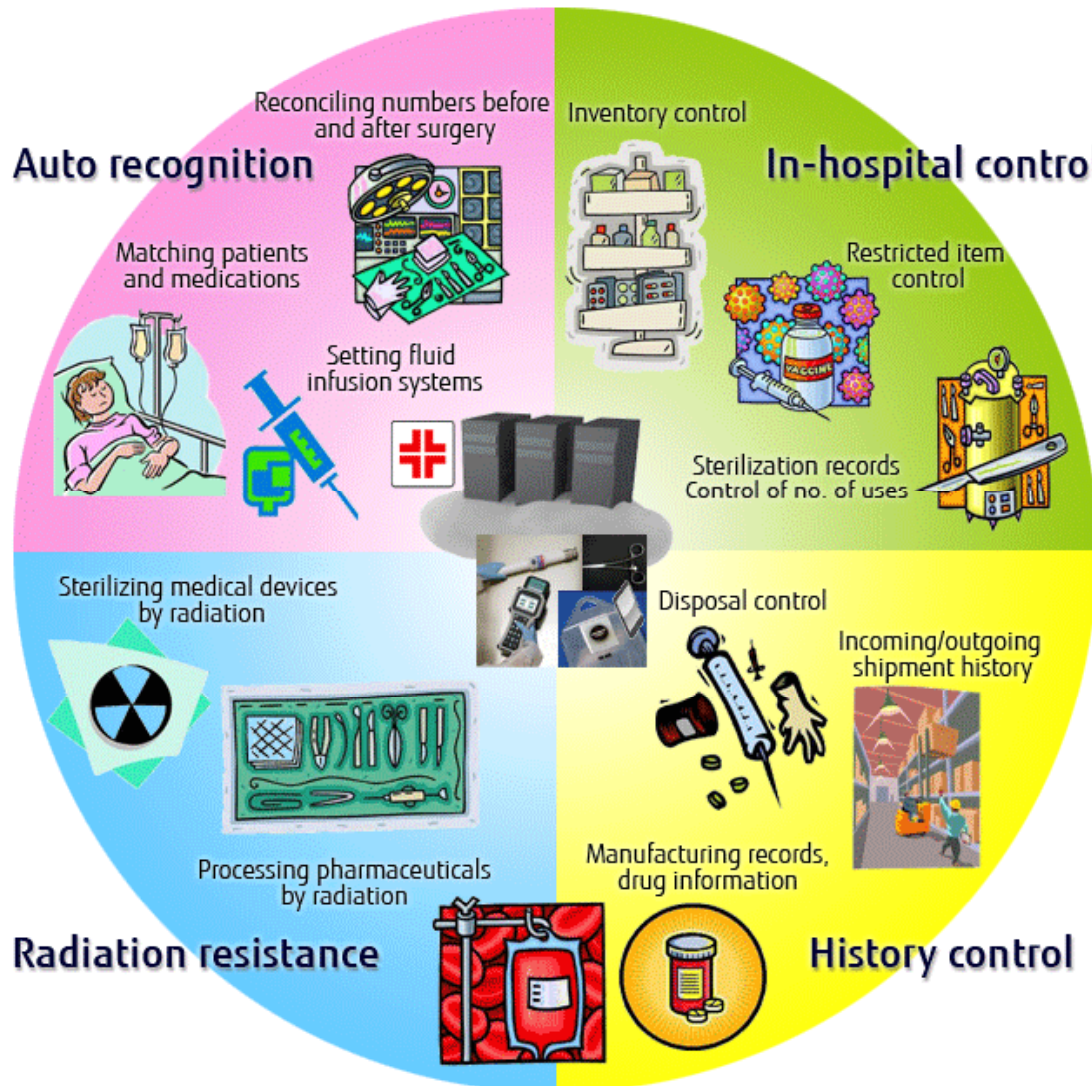 Reconciling numbers before
and after surgery
Auto recognition
Matching patients
and medications
Setting fluid
infusion systems
Inventory control
In-hospital contro
Restricted item
control
VACCINE
Sterilization records
Control of no. of uses
Sterilizing medical devices
by radiation
Processing pharmaceuticals
by radiation
Radiation resistance
Disposal control
Incoming/outgoing
shipment history
Manufacturing records,
drug information
History control